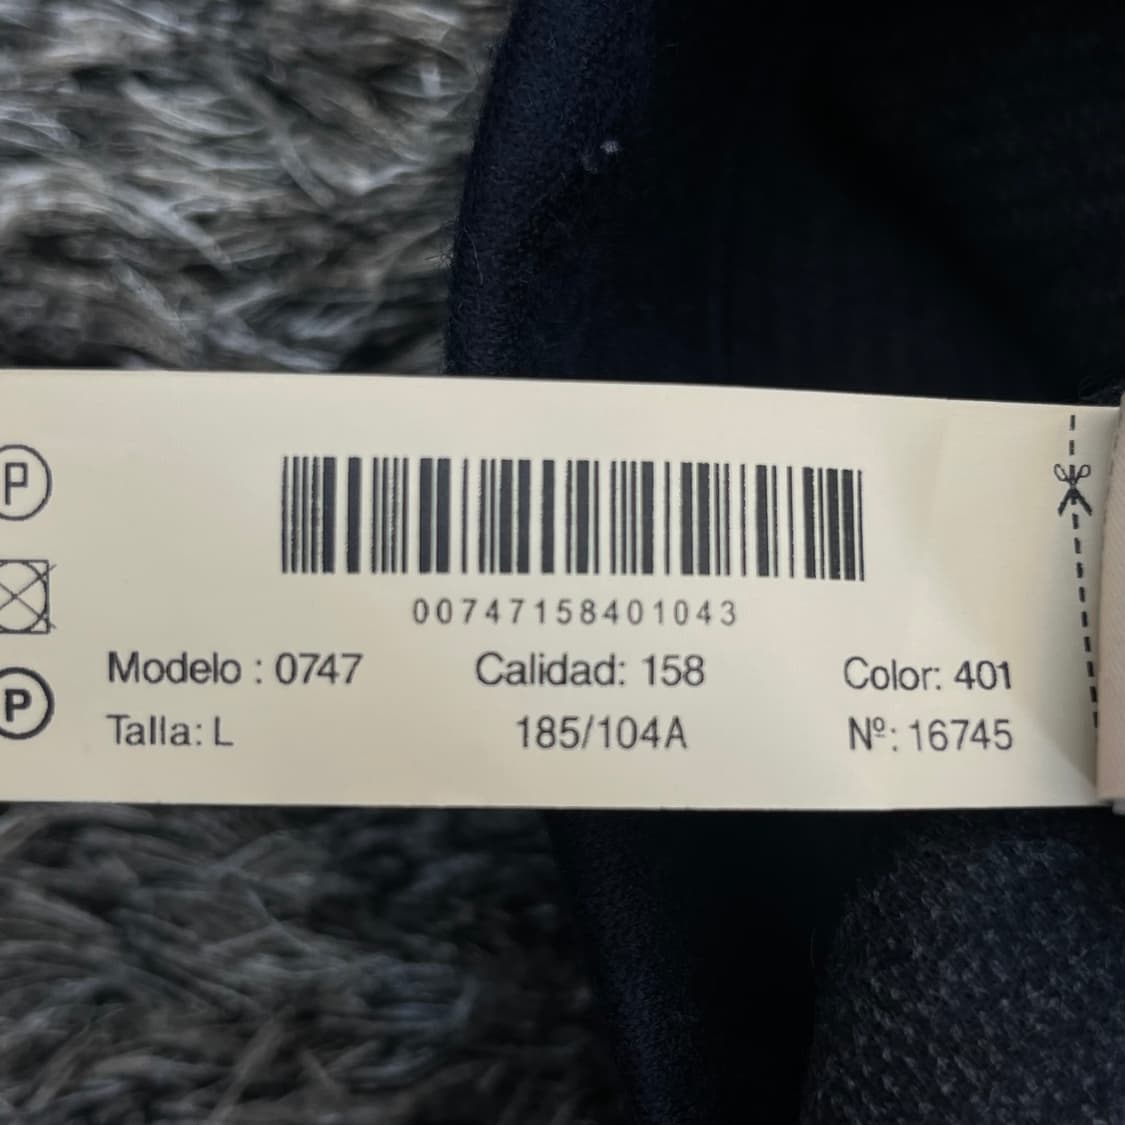 P
P
00747158401043
Modelo : 0747 Calidad: 158 Color: 401
Talla: L 185/104A Nº: 16745